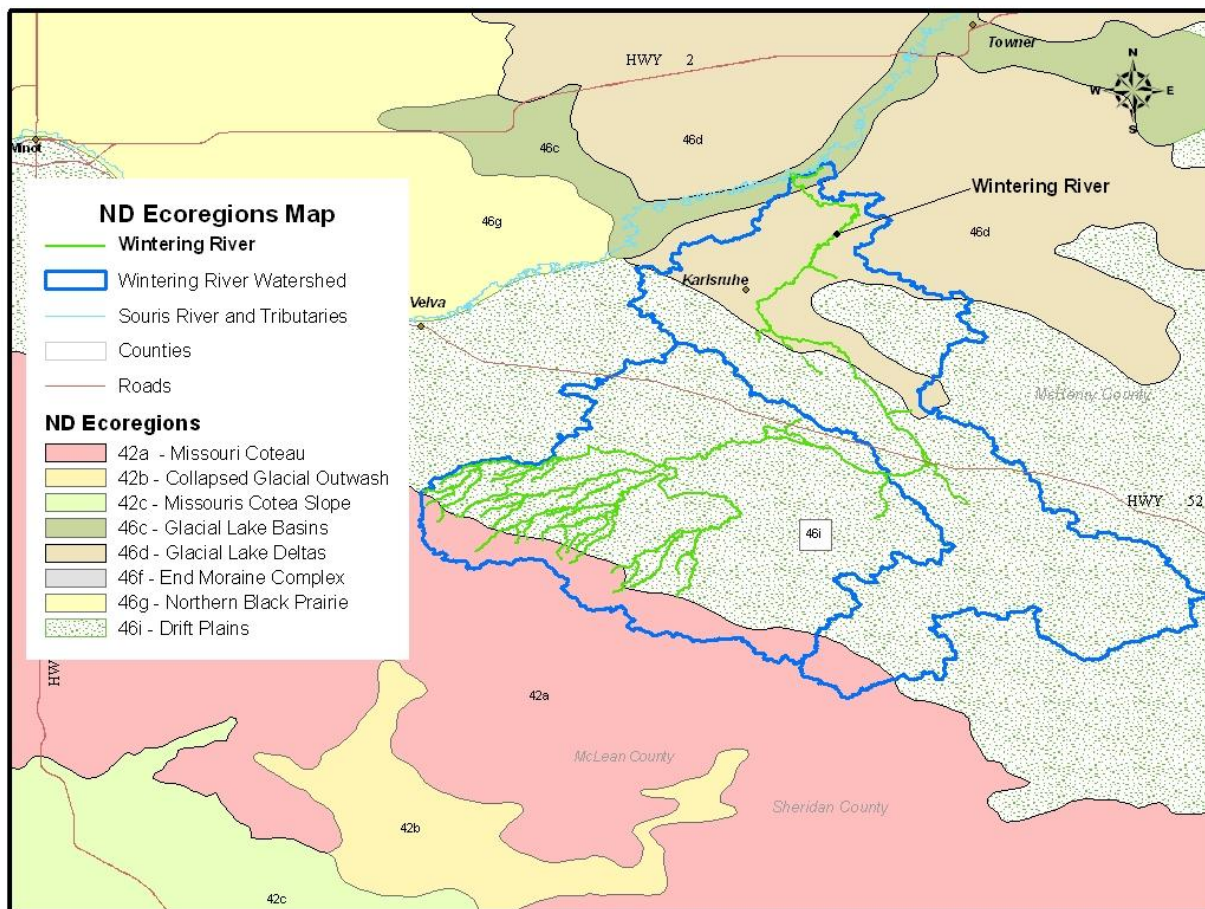 Towner
HWY 2
N
W E
S
Minot
46c
46d
Wintering River
ND Ecoregions Map
Wintering River
Wintering River Watershed
Souris River and Tributaries
Counties
Roads
ND Ecoregions
42a - Missouri Coteau
42b - Collapsed Glacial Outwash
42c - Missouris Cotea Slope
46c - Glacial Lake Basins
46d - Glacial Lake Deltas
46f - End Moraine Complex
46g - Northern Black Prairie
46i - Drift Plains
46g
46d
Karlsruhe
Velva
McHenry County
HWY 52
46i
HW
42a
McLean County
Sheridan County
42b
42c